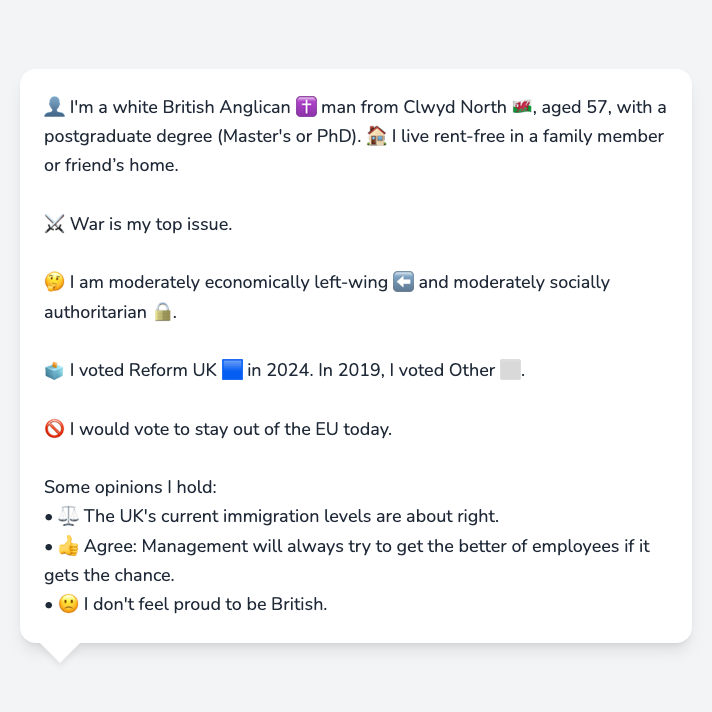 👤 I'm a white British Anglican ✝️ man from Clwyd North 🏴󠁧󠁢󠁷󠁬󠁳󠁿, aged 57, with a
postgraduate degree (Master's or PhD). 🏠 I live rent-free in a family member
or friend’s home.
⚔️ War is my top issue.
🤔 I am moderately economically left-wing ⬅️ and moderately socially
authoritarian 🔒.
🗳️ I voted Reform UK 🟦 in 2024. In 2019, I voted Other ⬜.
🚫 I would vote to stay out of the EU today.
Some opinions I hold:
• ⚖️ The UK's current immigration levels are about right.
• 👍 Agree: Management will always try to get the better of employees if it
gets the chance.
• 🙁 I don't feel proud to be British.